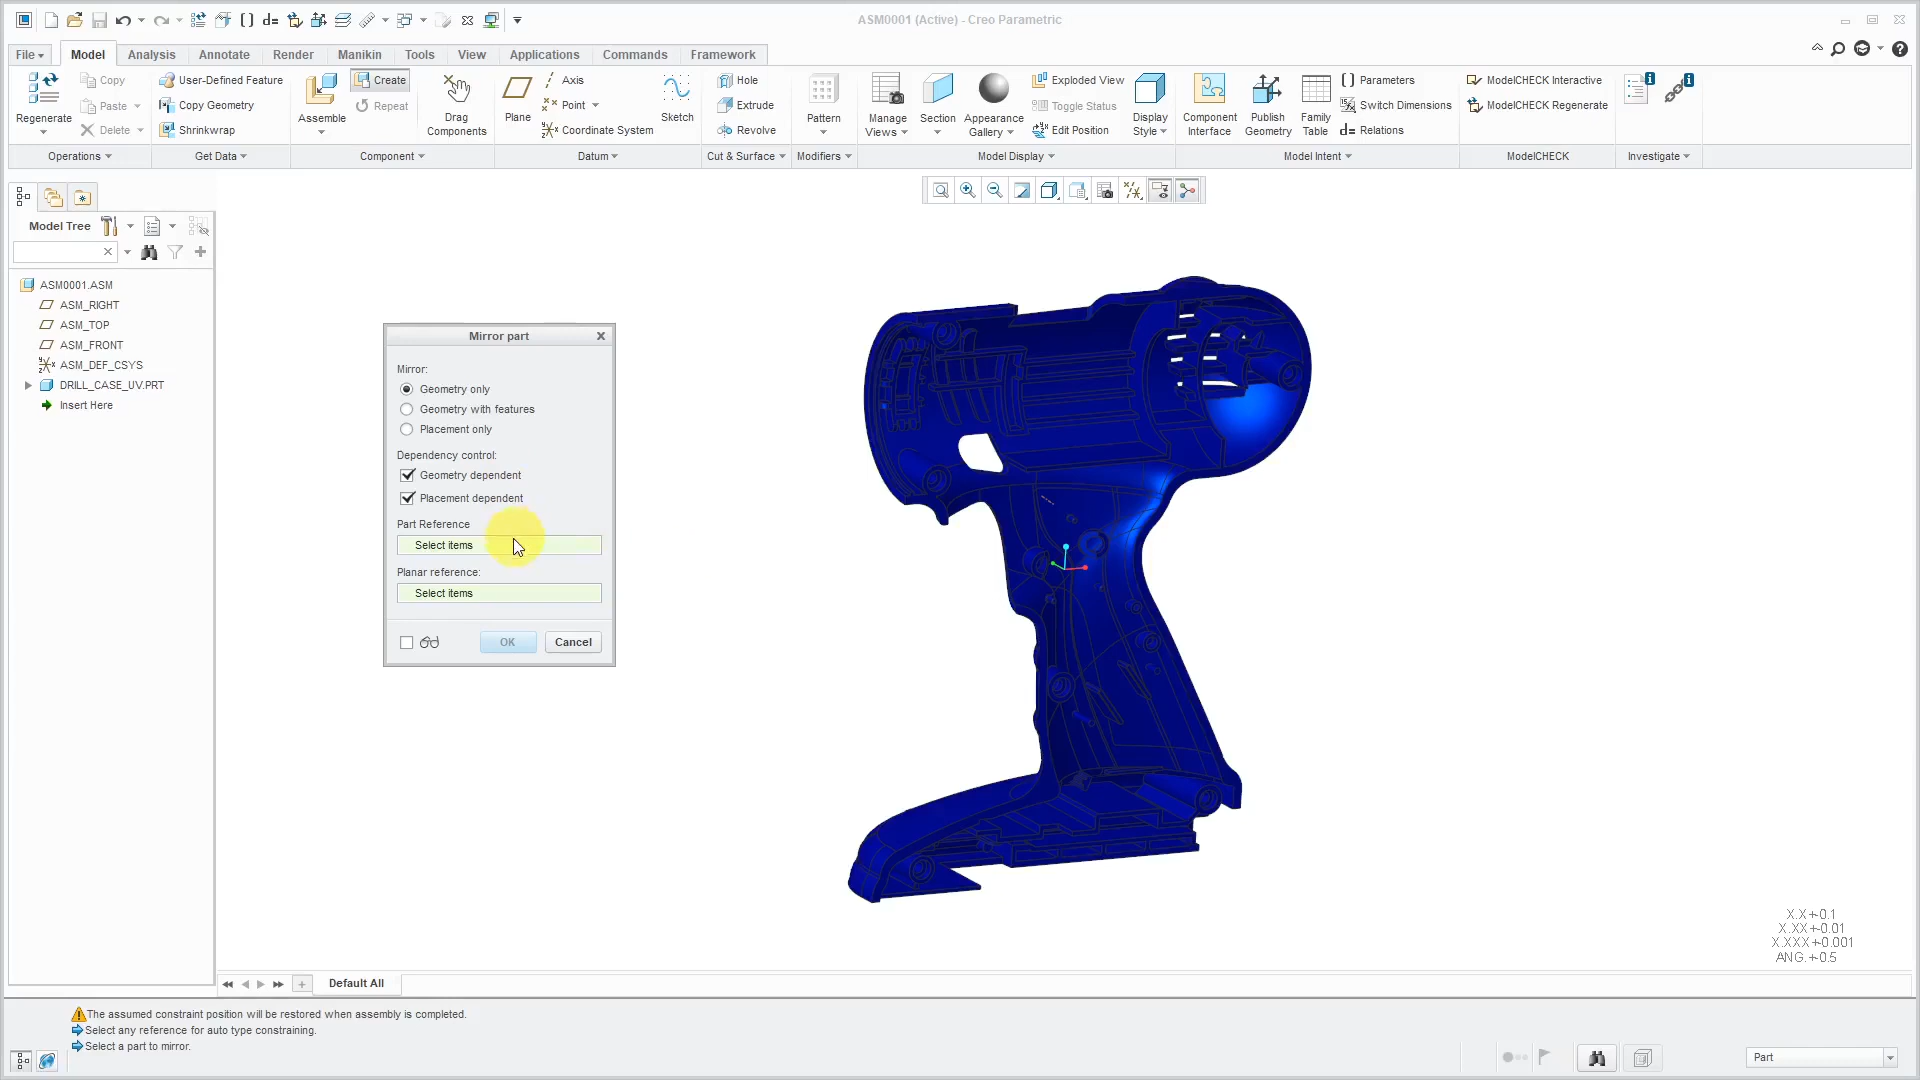 ASM0001 (Active) - Creo Parametric
File Model Analysis Annotate Render Manikin Tools View Applications Commands Framework
Regenerate
Copy
Paste
Delete
Operations
User-Defined Feature
Copy Geometry
Shrinkwrap
Get Data
Assemble
Create
Repeat
Drag
Components
Component
Plane
Axis
Point
Coordinate System
Sketch
Datum
Hole
Extrude
Revolve
Cut & Surface
Pattern
Modifiers
Manage
Views
Section
Appearance
Gallery
Exploded View
Toggle Status
Edit Position
Display
Style
Model Display
Component
Interface
Publish
Geometry
Family
Table
Parameters
Switch Dimensions
d= Relations
Model Intent
ModelCHECK Interactive
ModelCHECK Regenerate
ModelCHECK
Investigate
Model Tree
ASM0001.ASM
ASM_RIGHT
ASM_TOP
ASM_FRONT
ASM_DEF_CSYS
DRILL_CASE_UV.PRT
Insert Here
Mirror part
Mirror:
Geometry only
Geometry with features
Placement only
Dependency control:
Geometry dependent
Placement dependent
Part Reference
Select items
Planar reference:
Select items
OK Cancel
X.X+-0.1
X.XX+-0.01
X.XXX+-0.001
ANG.+-0.5
Default All
The assumed constraint position will be restored when assembly is completed.
Select any reference for auto type constraining.
Select a part to mirror.
Part